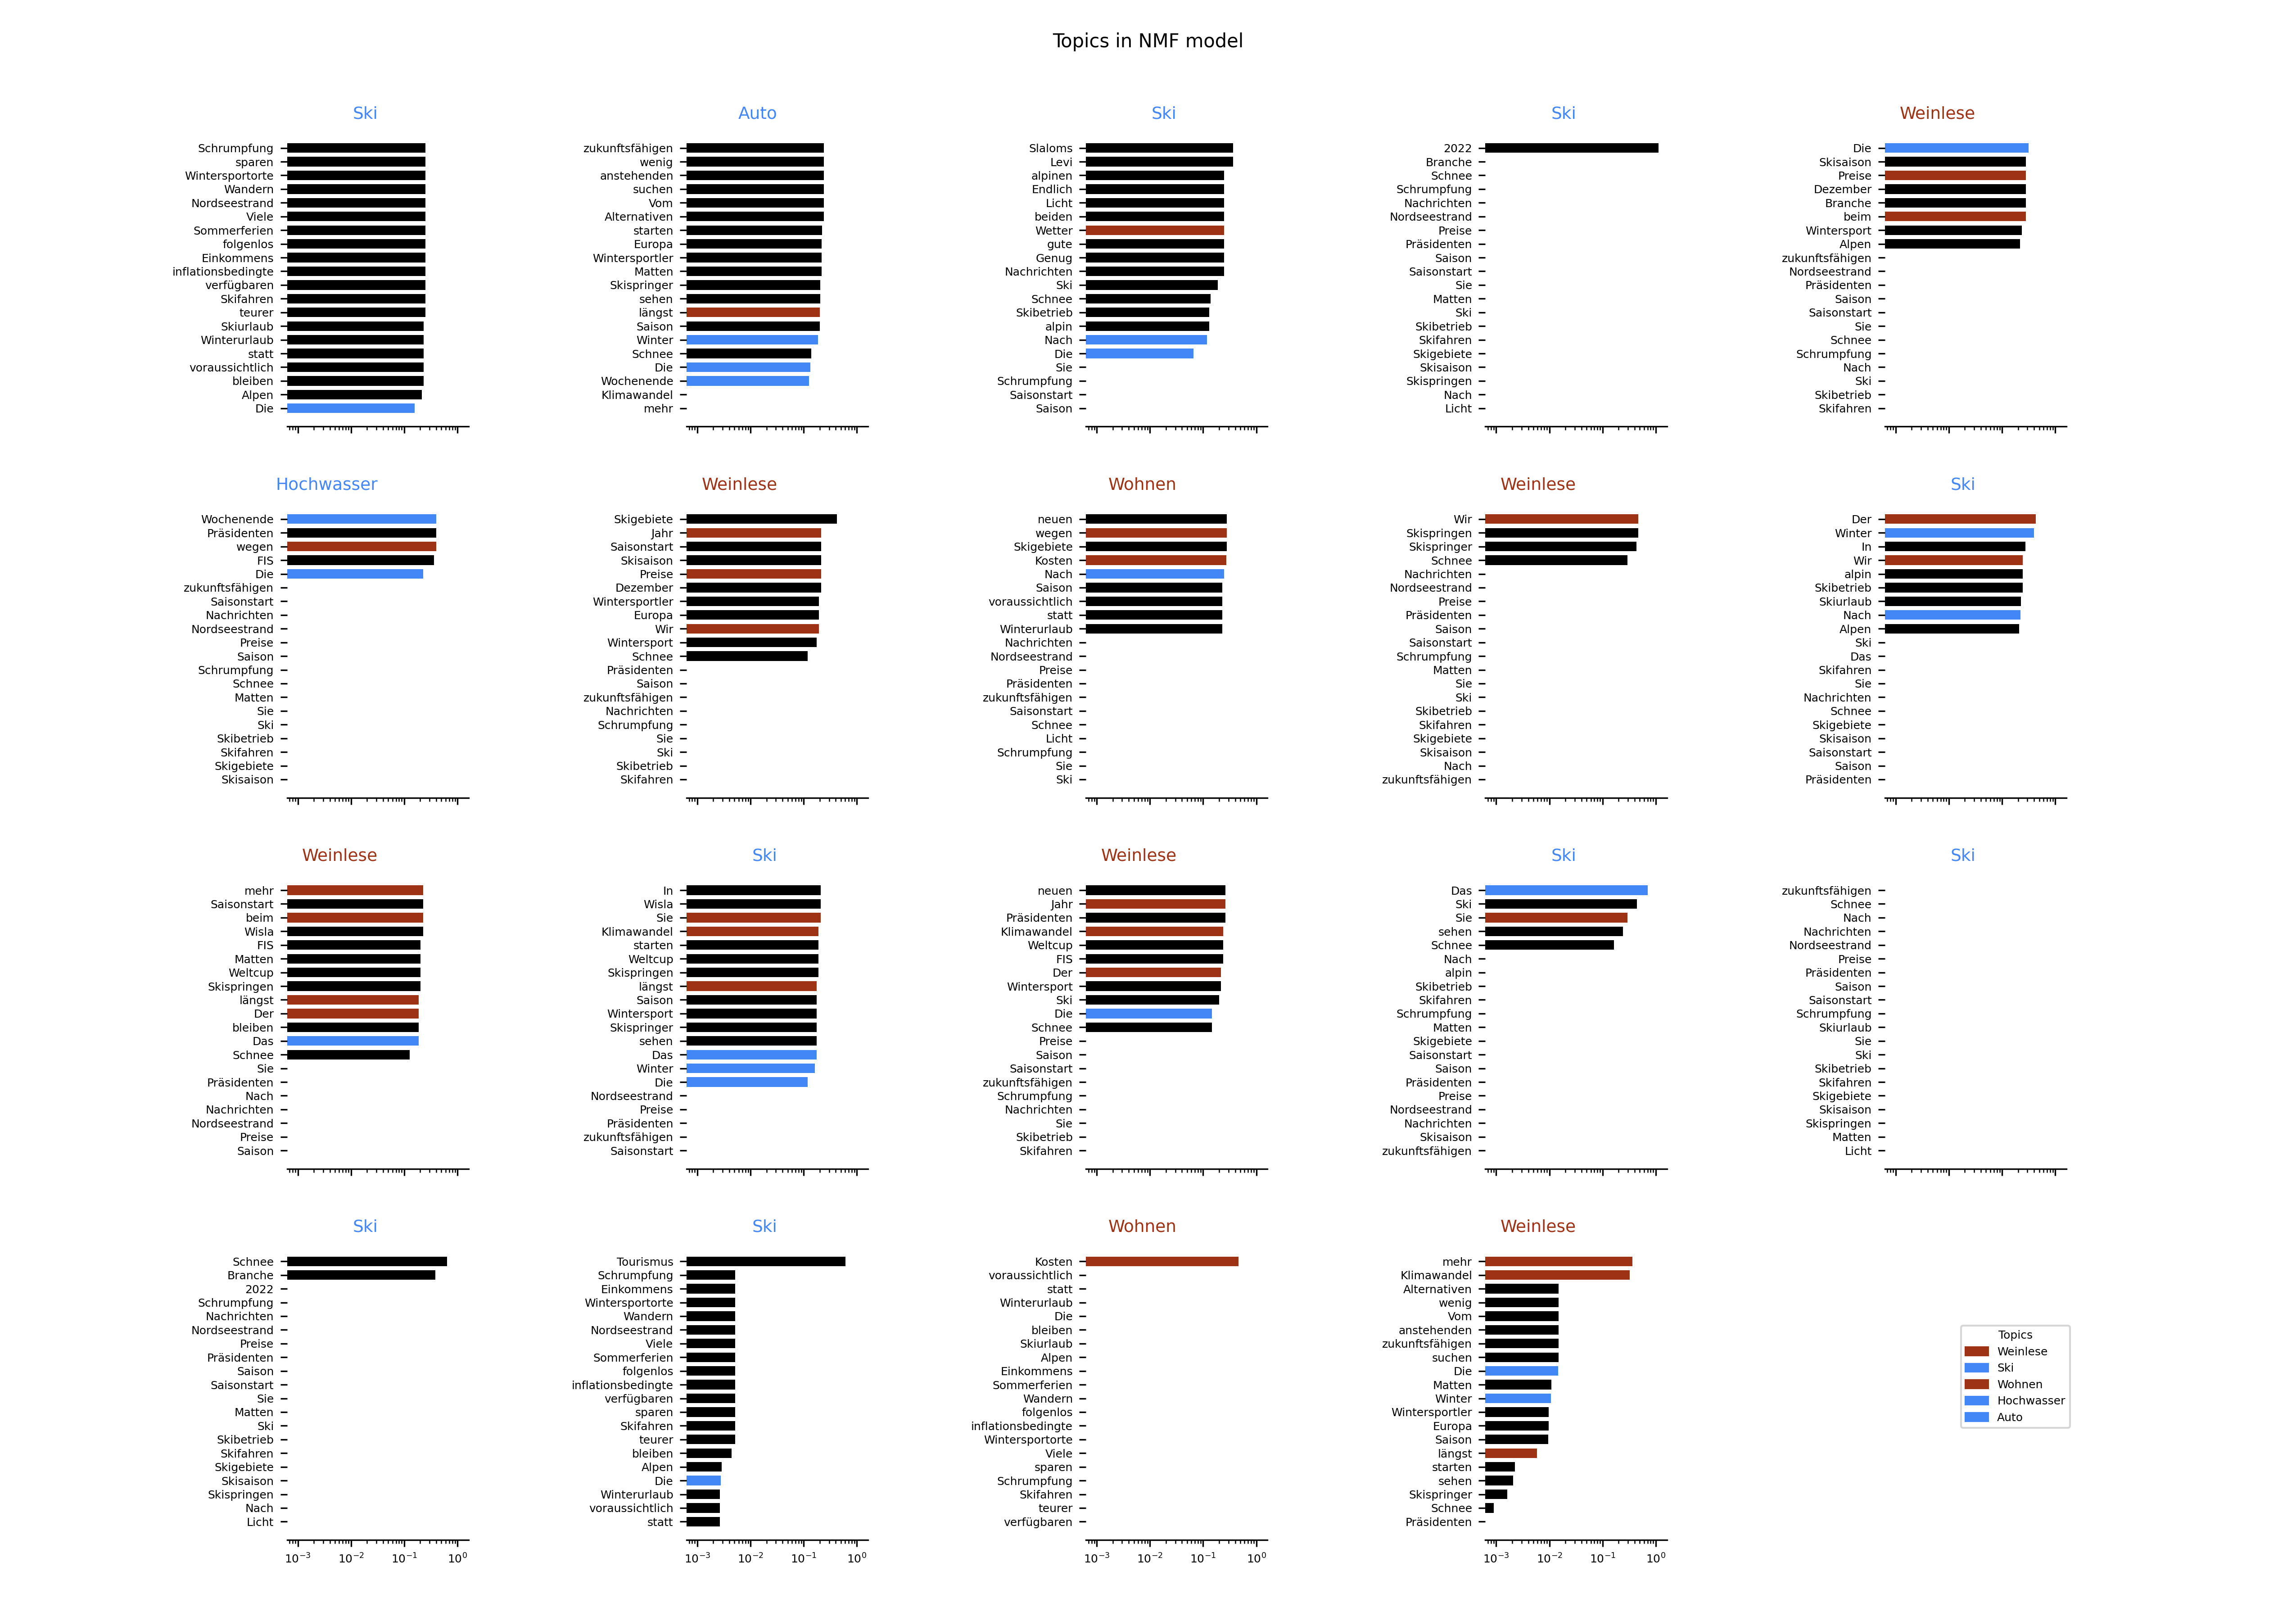 Topics in NMF model
Ski
Schrumpfung
sparen
Wintersportorte
Wandern
Nordseestrand
Viele
Sommerferien
folgenlos
Einkommens
inflationsbedingte
verfügbaren
Skifahren
teurer
Skiurlaub
Winterurlaub
statt
voraussichtlich
bleiben
Alpen
Die
Auto
zukunftsfähigen
wenig
anstehenden
suchen
Vom
Alternativen
starten
Europa
Wintersportler
Matten
Skispringer
sehen
längst
Saison
Winter
Schnee
Die
Wochenende
Klimawandel
mehr
Ski
Slaloms
Levi
alpinen
Endlich
Licht
beiden
Wetter
gute
Genug
Nachrichten
Ski
Schnee
Skibetrieb
alpin
Nach
Die
Sie
Schrumpfung
Saisonstart
Saison
Ski
2022
Branche
Schnee
Schrumpfung
Nachrichten
Nordseestrand
Preise
Präsidenten
Saison
Saisonstart
Sie
Matten
Ski
Skibetrieb
Skifahren
Skigebiete
Skisaison
Skispringen
Nach
Licht
Weinlese
Die
Skisaison
Preise
Dezember
Branche
beim
Wintersport
Alpen
zukunftsfähigen
Nordseestrand
Präsidenten
Saison
Saisonstart
Sie
Schnee
Schrumpfung
Nach
Ski
Skibetrieb
Skifahren
Hochwasser
Wochenende
Präsidenten
wegen
FIS
Die
zukunftsfähigen
Saisonstart
Nachrichten
Nordseestrand
Preise
Saison
Schrumpfung
Schnee
Matten
Sie
Ski
Skibetrieb
Skifahren
Skigebiete
Skisaison
Weinlese
Skigebiete
Jahr
Saisonstart
Skisaison
Preise
Dezember
Wintersportler
Europa
Wir
Wintersport
Schnee
Präsidenten
Saison
zukunftsfähigen
Nachrichten
Schrumpfung
Sie
Ski
Skibetrieb
Skifahren
Wohnen
neuen
wegen
Skigebiete
Kosten
Nach
Saison
voraussichtlich
statt
Winterurlaub
Nachrichten
Nordseestrand
Preise
Präsidenten
zukunftsfähigen
Saisonstart
Schnee
Licht
Schrumpfung
Sie
Ski
Weinlese
Wir
Skispringen
Skispringer
Schnee
Nachrichten
Nordseestrand
Preise
Präsidenten
Saison
Saisonstart
Schrumpfung
Matten
Sie
Ski
Skibetrieb
Skifahren
Skigebiete
Skisaison
Nach
zukunftsfähigen
Ski
Der
Winter
In
Wir
alpin
Skibetrieb
Skiurlaub
Nach
Alpen
Ski
Das
Skifahren
Sie
Nachrichten
Schnee
Skigebiete
Skisaison
Saisonstart
Saison
Präsidenten
Weinlese
mehr
Saisonstart
beim
Wisla
FIS
Matten
Weltcup
Skispringen
längst
Der
bleiben
Das
Schnee
Sie
Präsidenten
Nach
Nachrichten
Nordseestrand
Preise
Saison
Ski
In
Wisla
Sie
Klimawandel
starten
Weltcup
Skispringen
längst
Saison
Wintersport
Skispringer
sehen
Das
Winter
Die
Nordseestrand
Preise
Präsidenten
zukunftsfähigen
Saisonstart
Weinlese
neuen
Jahr
Präsidenten
Klimawandel
Weltcup
FIS
Der
Wintersport
Ski
Die
Schnee
Preise
Saison
Saisonstart
zukunftsfähigen
Schrumpfung
Nachrichten
Sie
Skibetrieb
Skifahren
Ski
Das
Ski
Sie
sehen
Schnee
Nach
alpin
Skibetrieb
Skifahren
Schrumpfung
Matten
Skigebiete
Saisonstart
Saison
Präsidenten
Preise
Nordseestrand
Nachrichten
Skisaison
zukunftsfähigen
Ski
zukunftsfähigen
Schnee
Nach
Nachrichten
Nordseestrand
Preise
Präsidenten
Saison
Saisonstart
Schrumpfung
Skiurlaub
Sie
Ski
Skibetrieb
Skifahren
Skigebiete
Skisaison
Skispringen
Matten
Licht
Ski
Schnee
Branche
2022
Schrumpfung
Nachrichten
Nordseestrand
Preise
Präsidenten
Saison
Saisonstart
Sie
Matten
Ski
Skibetrieb
Skifahren
Skigebiete
Skisaison
Skispringen
Nach
Licht
10⁻³ 10⁻² 10⁻¹ 10⁰
Ski
Tourismus
Schrumpfung
Einkommens
Wintersportorte
Wandern
Nordseestrand
Viele
Sommerferien
folgenlos
inflationsbedingte
verfügbaren
sparen
Skifahren
teurer
bleiben
Alpen
Die
Winterurlaub
voraussichtlich
statt
10⁻³ 10⁻² 10⁻¹ 10⁰
Wohnen
Kosten
voraussichtlich
statt
Winterurlaub
Die
bleiben
Skiurlaub
Alpen
Einkommens
Sommerferien
Wandern
folgenlos
inflationsbedingte
Wintersportorte
Viele
sparen
Schrumpfung
Skifahren
teurer
verfügbaren
10⁻³ 10⁻² 10⁻¹ 10⁰
Weinlese
mehr
Klimawandel
Alternativen
wenig
Vom
anstehenden
zukunftsfähigen
suchen
Die
Matten
Winter
Wintersportler
Europa
Saison
längst
starten
sehen
Skispringer
Schnee
Präsidenten
10⁻³ 10⁻² 10⁻¹ 10⁰
Topics
Weinlese
Ski
Wohnen
Hochwasser
Auto